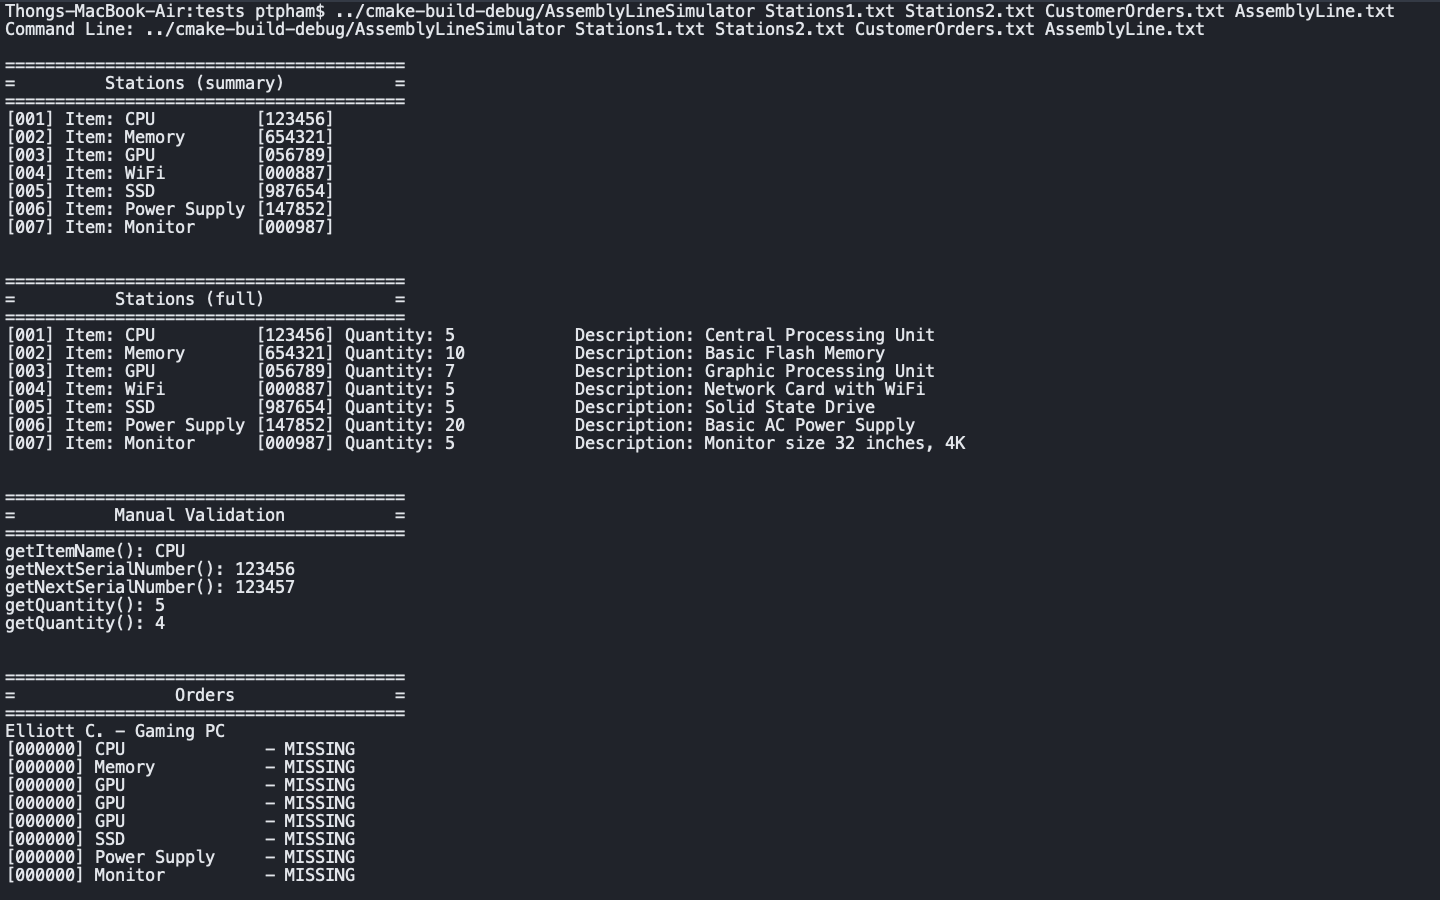 Thongs-MacBook-Air:tests ptpham$ ../cmake-build-debug/AssemblyLineSimulator Stations1.txt Stations2.txt CustomerOrders.txt AssemblyLine.txt
Command Line: ../cmake-build-debug/AssemblyLineSimulator Stations1.txt Stations2.txt CustomerOrders.txt AssemblyLine.txt

========================================
=         Stations (summary)           =
========================================
[001] Item: CPU          [123456]
[002] Item: Memory       [654321]
[003] Item: GPU          [056789]
[004] Item: WiFi         [000887]
[005] Item: SSD          [987654]
[006] Item: Power Supply [147852]
[007] Item: Monitor      [000987]

========================================
=          Stations (full)             =
========================================
[001] Item: CPU          [123456] Quantity: 5            Description: Central Processing Unit
[002] Item: Memory       [654321] Quantity: 10           Description: Basic Flash Memory
[003] Item: GPU          [056789] Quantity: 7            Description: Graphic Processing Unit
[004] Item: WiFi         [000887] Quantity: 5            Description: Network Card with WiFi
[005] Item: SSD          [987654] Quantity: 5            Description: Solid State Drive
[006] Item: Power Supply [147852] Quantity: 20           Description: Basic AC Power Supply
[007] Item: Monitor      [000987] Quantity: 5            Description: Monitor size 32 inches, 4K

========================================
=          Manual Validation           =
========================================
getItemName(): CPU
getNextSerialNumber(): 123456
getNextSerialNumber(): 123457
getQuantity(): 5
getQuantity(): 4

========================================
=                Orders                =
========================================
Elliott C. - Gaming PC
[000000] CPU              - MISSING
[000000] Memory           - MISSING
[000000] GPU              - MISSING
[000000] GPU              - MISSING
[000000] GPU              - MISSING
[000000] SSD              - MISSING
[000000] Power Supply     - MISSING
[000000] Monitor          - MISSING